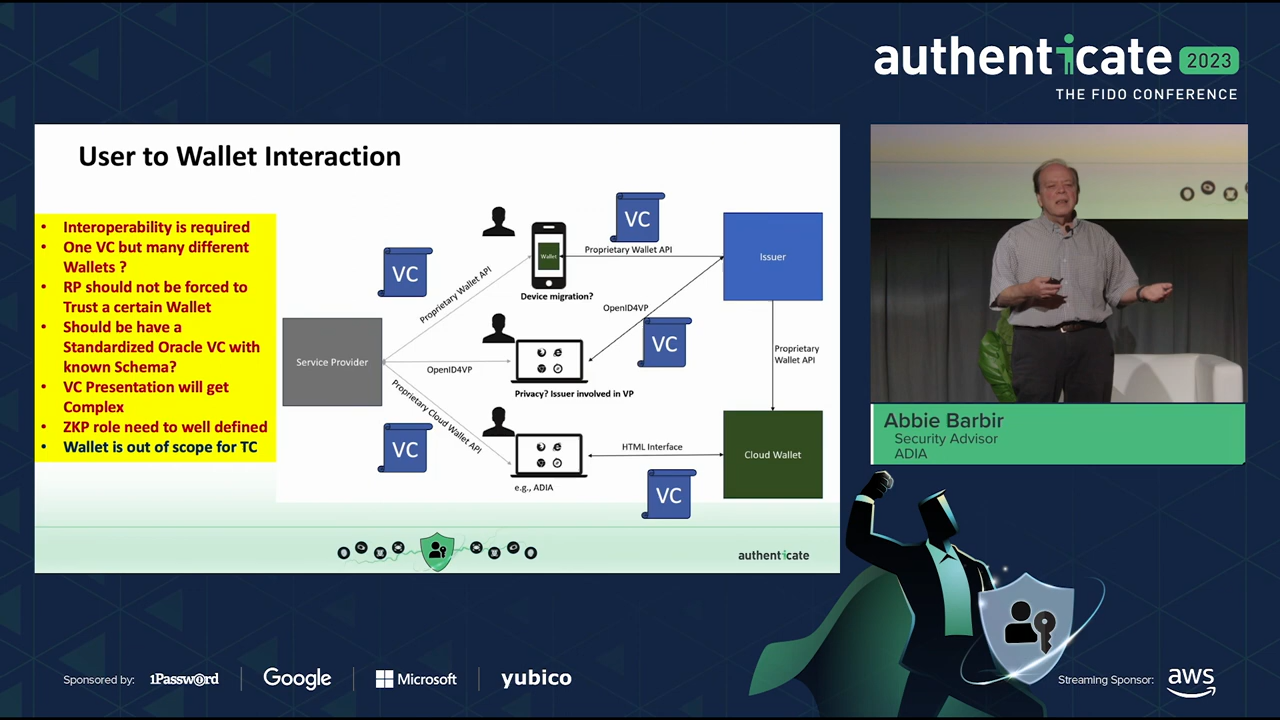 authenticate 2023
THE FIDO CONFERENCE
User to Wallet Interaction
• Interoperability is required
• One VC but many different
Wallets ?
• RP should not be forced to
Trust a certain Wallet
• Should be have a
Standardized Oracle VC with
known Schema?
• VC Presentation will get
Complex
• ZKP role need to well defined
• Wallet is out of scope for TC
VC
VC
Wallet
Proprietary Wallet API
Issuer
Proprietary Wallet API
Device migration?
OpenID4VP
VC
Service Provider
OpenID4VP
Proprietary
Wallet API
Privacy? Issuer involved in VP
Proprietary Cloud Wallet API
VC
HTML Interface
Cloud Wallet
e.g., ADIA
VC
authenticate
Abbie Barbir
Security Advisor
ADIA
Sponsored by: 1Password Google Microsoft yubico
Streaming Sponsor: aws